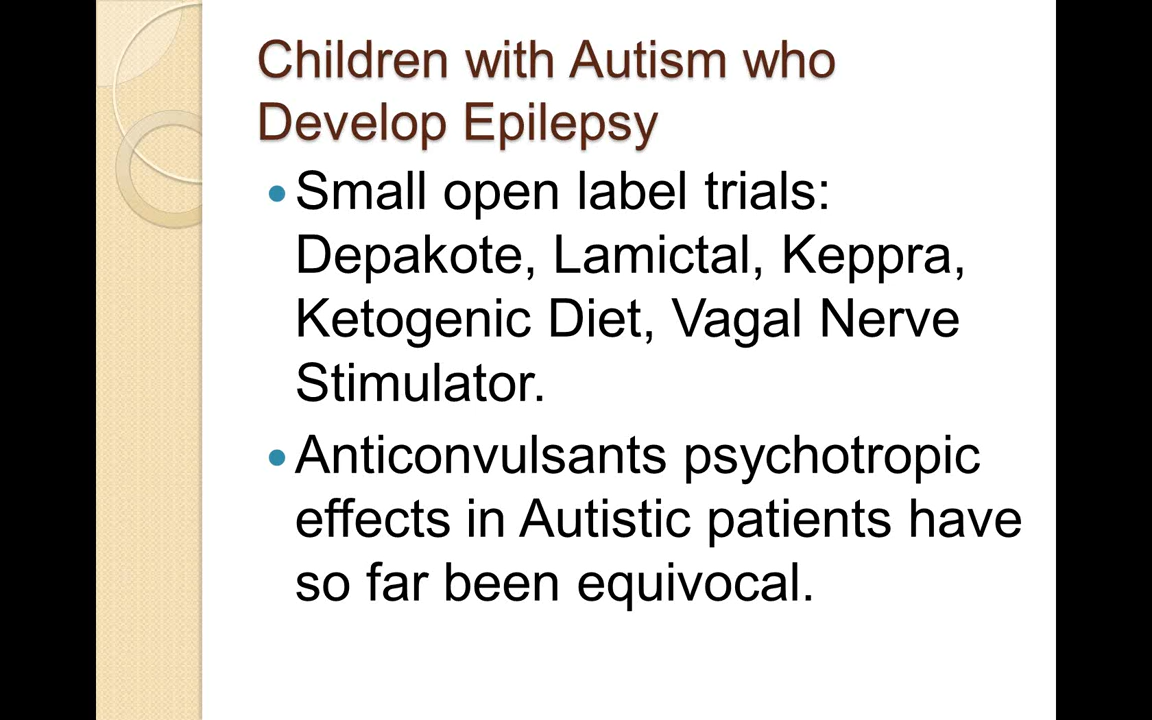 Children with Autism who
Develop Epilepsy
Small open label trials:
Depakote, Lamictal, Keppra,
Ketogenic Diet, Vagal Nerve
Stimulator.
Anticonvulsants psychotropic
effects in Autistic patients have
so far been equivocal.